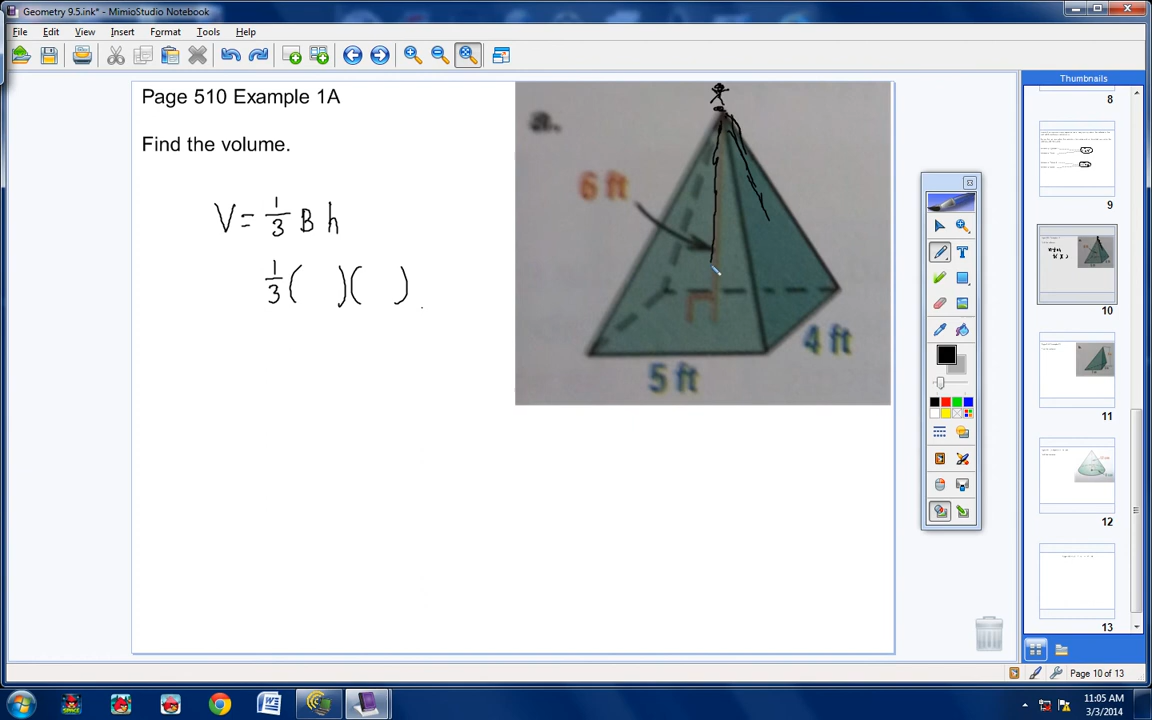 Geometry 9.5.ink* - MimioStudio Notebook
File Edit View Insert Format Tools Help
Page 510 Example 1A
Find the volume.
V = 1/3 B h
1/3 ( ) ( )
a.
6 ft
5 ft
4 ft
Thumbnails
8
9
10
11
12
13
Page 10 of 13
11:05 AM
3/3/2014